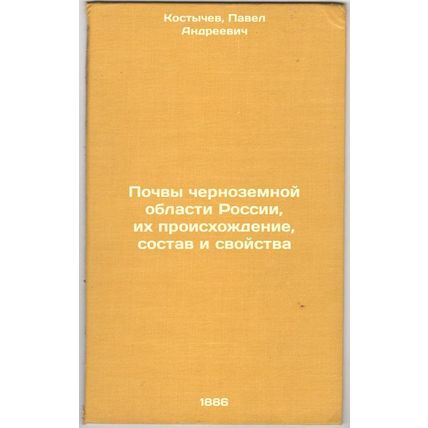 Костычев, Павел
Андреевич
Почвы черноземной
области России,
их происхождение,
состав и свойства
1886